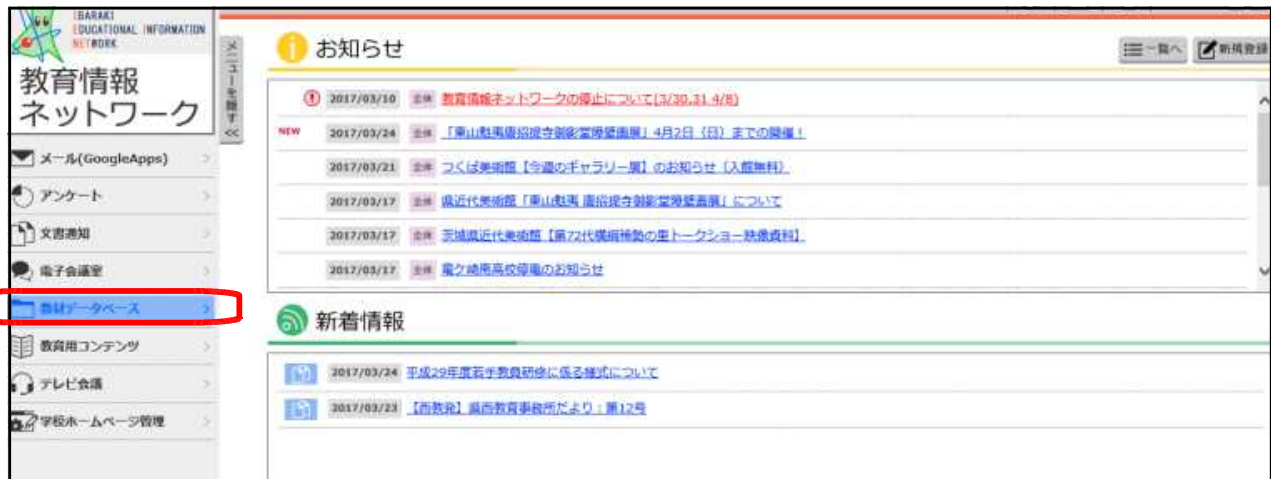 IBARAKI
EDUCATIONAL INFORMATION
NETWORK
教育情報
ネットワーク
メール(GoogleApps)
アンケート
文書通知
電子会議室
教材データベース
教育用コンテンツ
テレビ会議
学校ホームページ管理
メニューを隠す <<
お知らせ
一覧へ
新規登録
2017/03/10 全体 教育情報ネットワークの停止について(3/30,31,4/8)
NEW 2017/03/24 全体 「東山魁夷唐招提寺御影堂障壁画展」4月2日(日)までの開催!
2017/03/21 全体 つくば美術館【今週のギャラリー展】のお知らせ(入館無料)
2017/03/17 全体 県近代美術館「東山魁夷 唐招提寺御影堂障壁画展」について
2017/03/17 全体 茨城県近代美術館【第72代横綱稀勢の里トークショー映像資料】
2017/03/17 全体 竜ケ崎南高校停電のお知らせ
新着情報
2017/03/24 平成29年度若手教員研修に係る様式について
2017/03/23 【西教発】県西教育事務所だより:第12号